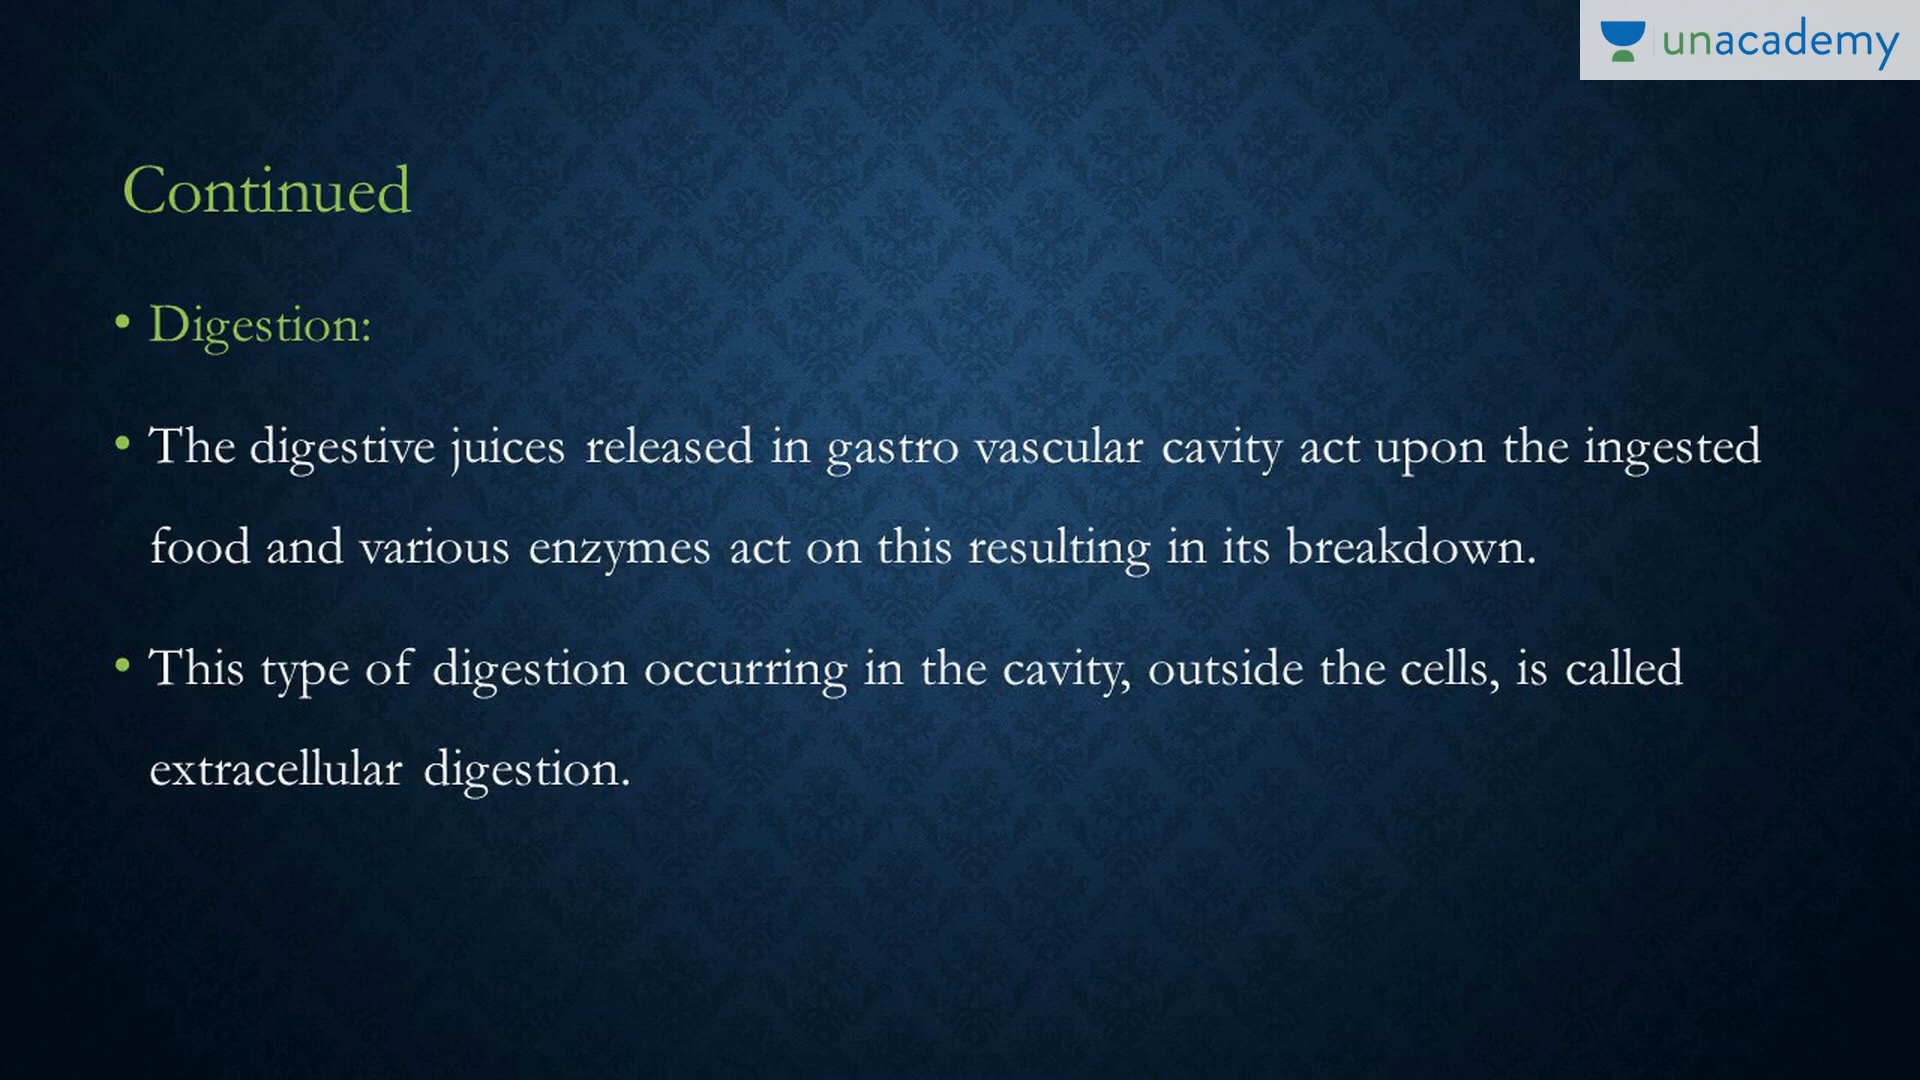 unacademy
Continued
• Digestion:
• The digestive juices released in gastro vascular cavity act upon the ingested
food and various enzymes act on this resulting in its breakdown.
• This type of digestion occurring in the cavity, outside the cells, is called
extracellular digestion.